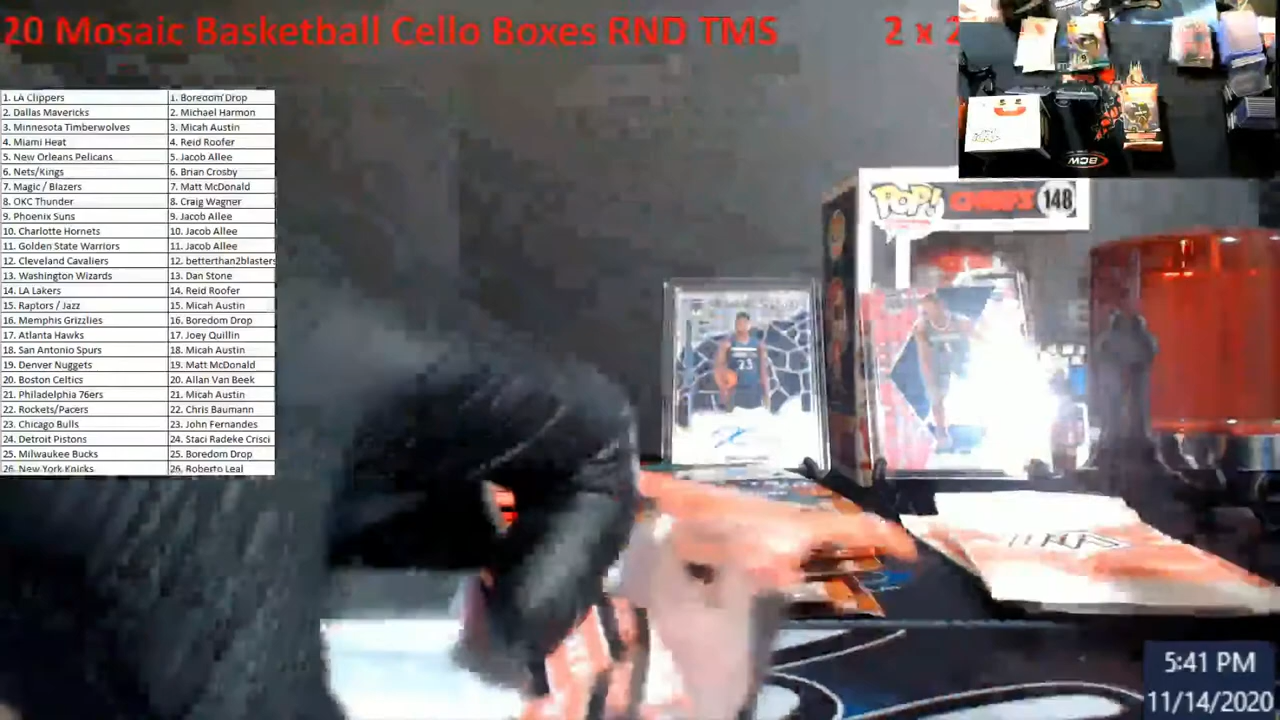 20 Mosaic Basketball Cello Boxes RND TMS 2 x 2
1. LA Clippers 1. Boredom Drop
2. Dallas Mavericks 2. Michael Harmon
3. Minnesota Timberwolves 3. Micah Austin
4. Miami Heat 4. Reid Roofer
5. New Orleans Pelicans 5. Jacob Allee
6. Nets/Kings 6. Brian Crosby
7. Magic / Blazers 7. Matt McDonald
8. OKC Thunder 8. Craig Wagner
9. Phoenix Suns 9. Jacob Allee
10. Charlotte Hornets 10. Jacob Allee
11. Golden State Warriors 11. Jacob Allee
12. Cleveland Cavaliers 12. betterthan2blasters
13. Washington Wizards 13. Dan Stone
14. LA Lakers 14. Reid Roofer
15. Raptors / Jazz 15. Micah Austin
16. Memphis Grizzlies 16. Boredom Drop
17. Atlanta Hawks 17. Joey Quillin
18. San Antonio Spurs 18. Micah Austin
19. Denver Nuggets 19. Matt McDonald
20. Boston Celtics 20. Allan Van Beek
21. Philadelphia 76ers 21. Micah Austin
22. Rockets/Pacers 22. Chris Baumann
23. Chicago Bulls 23. John Fernandes
24. Detroit Pistons 24. Staci Radeke Crisci
25. Milwaukee Bucks 25. Boredom Drop
26. New York Knicks 26. Roberto Leal
BCW
POP!
148
23
5:41 PM
11/14/2020